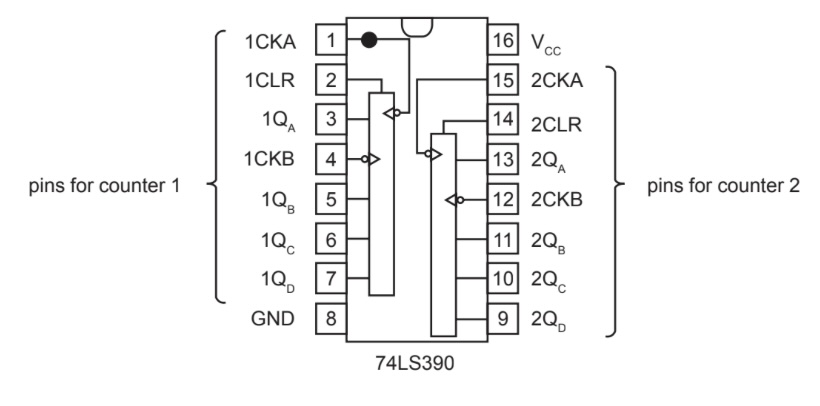 1CKA 1 16 V_CC
1CLR 2 15 2CKA
1Q_A 3 14 2CLR
1CKB 4 13 2Q_A
pins for counter 1 pins for counter 2
1Q_B 5 12 2CKB
1Q_C 6 11 2Q_B
1Q_D 7 10 2Q_C
GND 8 9 2Q_D
74LS390